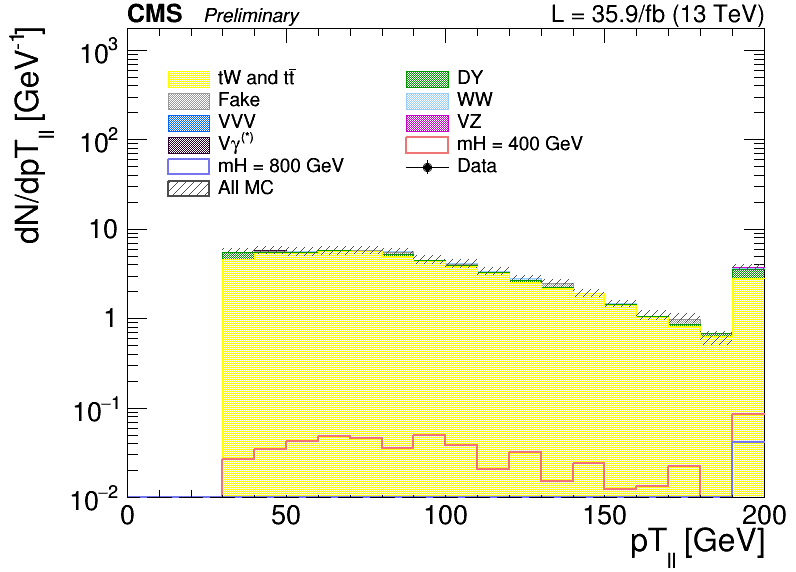 CMS Preliminary L = 35.9/fb (13 TeV)
dN/dpT_ll [GeV⁻¹]
10³
10²
10
1
10⁻¹
10⁻²
tW and tt̄ DY
Fake WW
VVV VZ
Vγ⁽*⁾ mH = 400 GeV
mH = 800 GeV Data
All MC
0 50 100 150 200
pT_ll [GeV]